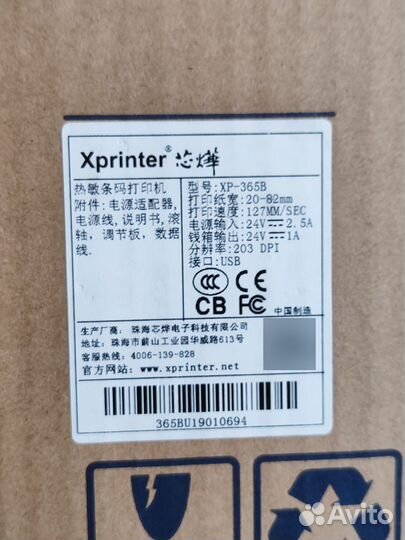 Xprinter® 芯烨
热敏条码打印机
附件:电源适配器,
电源线,说明书,滚
轴,调节板,数据
线.
型号:XP-365B
打印纸宽:20-82mm
打印速度:127MM/SEC
电源输入:24V⎓2.5A
钱箱输出:24V⎓1A
分辨率:203 DPI
接口:USB
CCC
CB FC
中国制造
生产厂商: 珠海芯烨电子科技有限公司
地址: 珠海市前山工业园华威路613号
客服热线: 4006-139-828
官方网站: www.xprinter.net
365BU19010694
Avito